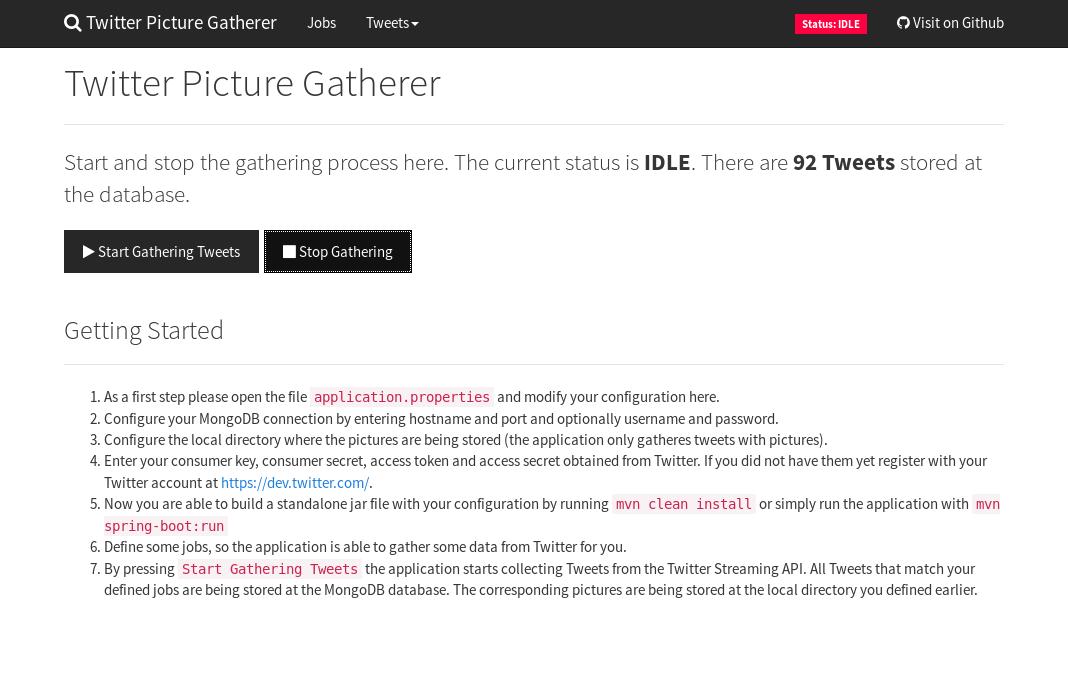 Twitter Picture Gatherer Jobs Tweets Status: IDLE Visit on Github
Twitter Picture Gatherer
Start and stop the gathering process here. The current status is IDLE. There are 92 Tweets stored at
the database.
Start Gathering Tweets Stop Gathering
Getting Started
1. As a first step please open the file application.properties and modify your configuration here.
2. Configure your MongoDB connection by entering hostname and port and optionally username and password.
3. Configure the local directory where the pictures are being stored (the application only gatheres tweets with pictures).
4. Enter your consumer key, consumer secret, access token and access secret obtained from Twitter. If you did not have them yet register with your
Twitter account at https://dev.twitter.com/.
5. Now you are able to build a standalone jar file with your configuration by running mvn clean install or simply run the application with mvn
spring-boot:run
6. Define some jobs, so the application is able to gather some data from Twitter for you.
7. By pressing Start Gathering Tweets the application starts collecting Tweets from the Twitter Streaming API. All Tweets that match your
defined jobs are being stored at the MongoDB database. The corresponding pictures are being stored at the local directory you defined earlier.